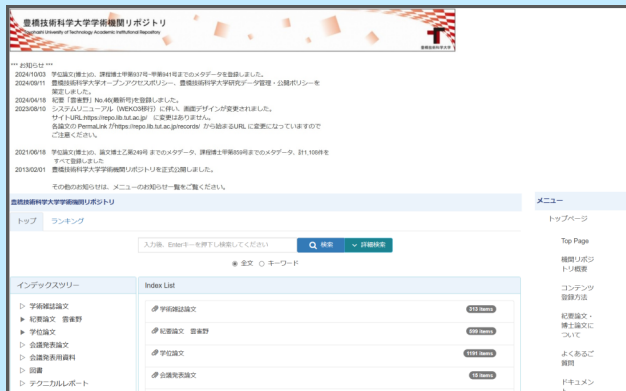 豊橋技術科学大学学術機関リポジトリ
Toyohashi University of Technology Academic Institutional Repository
豊橋技術科学大学
*** お知らせ ***
2024/10/03 学位論文(博士)の、課程博士甲第937号-甲第941号までのメタデータを登録しました。
2024/09/11 豊橋技術科学大学オープンアクセスポリシー、豊橋技術科学大学研究データ管理・公開ポリシーを
策定しました。
2024/04/18 紀要「雲雀野」No.46(最新号)を登録しました。
2023/08/10 システムリニューアル（WEKO3移行）に伴い、画面デザインが変更されました。
サイトURL:https://repo.lib.tut.ac.jp/ に変更はありません。
各論文の PermaLink がhttps://repo.lib.tut.ac.jp/records/ から始まるURL に変更になっていますので
ご注意ください。
2021/06/18 学位論文(博士)の、論文博士乙第249号 までのメタデータ、課程博士甲第859号までのメタデータ、計1,108件を
すべて登録しました
2013/02/01 豊橋技術科学大学学術機関リポジトリを正式公開しました。
その他のお知らせは、メニューのお知らせ一覧をご覧ください。
豊橋技術科学大学学術機関リポジトリ
トップ ランキング
入力後、Enterキーを押下し検索してください 検索 詳細検索
全文 キーワード
インデックスツリー
学術雑誌論文
紀要論文 雲雀野
学位論文
会議発表論文
会議発表用資料
図書
テクニカルレポート
Index List
学術雑誌論文 213 items
紀要論文 雲雀野 599 items
学位論文 1191 items
会議発表論文 15 items
メニュー
トップページ
Top Page
機関リポジ
トリ概要
コンテンツ
登録方法
紀要論文・
博士論文に
ついて
よくあるご
質問
ドキュメン